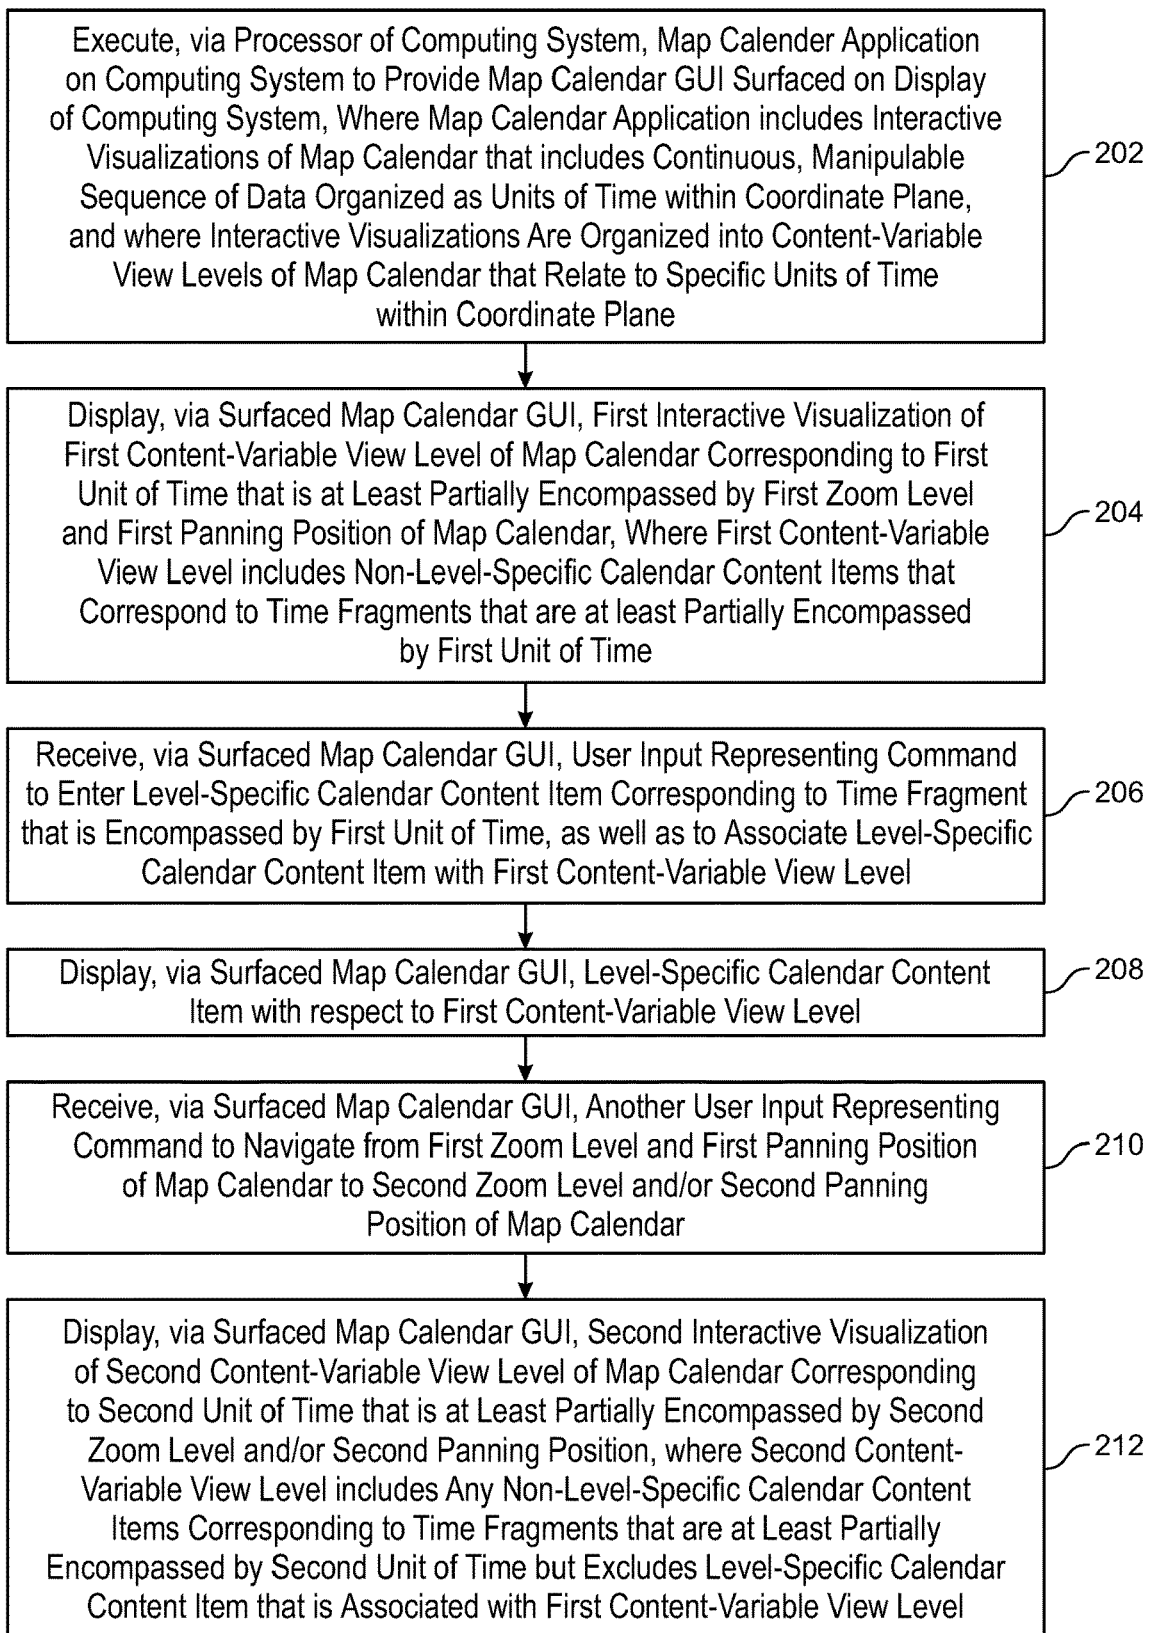 Execute, via Processor of Computing System, Map Calender Application
on Computing System to Provide Map Calendar GUI Surfaced on Display
of Computing System, Where Map Calendar Application includes Interactive
Visualizations of Map Calendar that includes Continuous, Manipulable
Sequence of Data Organized as Units of Time within Coordinate Plane,
and where Interactive Visualizations Are Organized into Content-Variable
View Levels of Map Calendar that Relate to Specific Units of Time
within Coordinate Plane
202
Display, via Surfaced Map Calendar GUI, First Interactive Visualization of
First Content-Variable View Level of Map Calendar Corresponding to First
Unit of Time that is at Least Partially Encompassed by First Zoom Level
and First Panning Position of Map Calendar, Where First Content-Variable
View Level includes Non-Level-Specific Calendar Content Items that
Correspond to Time Fragments that are at least Partially Encompassed
by First Unit of Time
204
Receive, via Surfaced Map Calendar GUI, User Input Representing Command
to Enter Level-Specific Calendar Content Item Corresponding to Time Fragment
that is Encompassed by First Unit of Time, as well as to Associate Level-Specific
Calendar Content Item with First Content-Variable View Level
206
Display, via Surfaced Map Calendar GUI, Level-Specific Calendar Content
Item with respect to First Content-Variable View Level
208
Receive, via Surfaced Map Calendar GUI, Another User Input Representing
Command to Navigate from First Zoom Level and First Panning Position
of Map Calendar to Second Zoom Level and/or Second Panning
Position of Map Calendar
210
Display, via Surfaced Map Calendar GUI, Second Interactive Visualization
of Second Content-Variable View Level of Map Calendar Corresponding
to Second Unit of Time that is at Least Partially Encompassed by Second
Zoom Level and/or Second Panning Position, where Second Content-
Variable View Level includes Any Non-Level-Specific Calendar Content
Items Corresponding to Time Fragments that are at Least Partially
Encompassed by Second Unit of Time but Excludes Level-Specific Calendar
Content Item that is Associated with First Content-Variable View Level
212